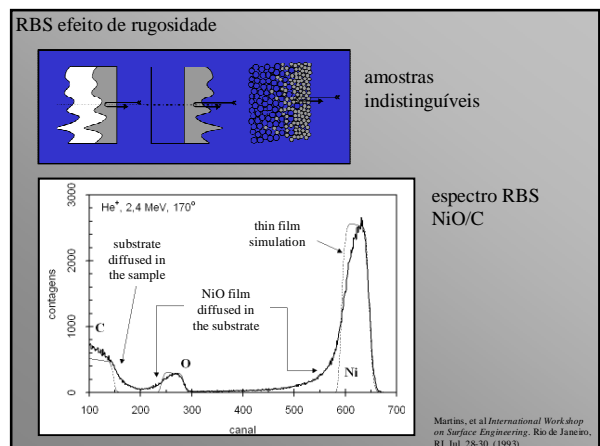 RBS efeito de rugosidade
amostras
indistinguíveis
espectro RBS
NiO/C
He⁺, 2,4 MeV, 170°
thin film
simulation
substrate
diffused in
the sample
NiO film
diffused in
the substrate
C
O
Ni
contagens
0
1000
2000
3000
100
200
300
400
500
600
700
canal
Martins, et al International Workshop
on Surface Engineering. Rio de Janeiro,
RJ, Jul, 28-30, (1993)